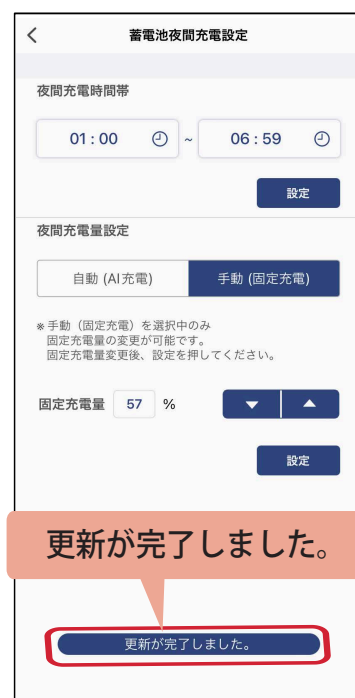 蓄電池夜間充電設定
夜間充電時間帯
01:00 ~ 06:59
設定
夜間充電量設定
自動 (AI充電) 手動 (固定充電)
※手動（固定充電）を選択中のみ
固定充電量の変更が可能です。
固定充電量変更後、設定を押してください。
固定充電量 57 % ▼ ▲
設定
更新が完了しました。
更新が完了しました。